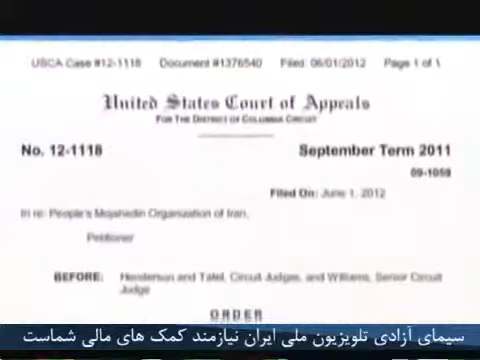 USCA Case #12-1118 Document #1376540 Filed: 06/01/2012 Page 1 of 1
United States Court of Appeals
FOR THE DISTRICT OF COLUMBIA CIRCUIT
No. 12-1118 September Term 2011
09-1059
Filed On: June 1, 2012
In re: People's Mojahedin Organization of Iran,
Petitioner
BEFORE: Henderson and Tatel, Circuit Judges, and Williams, Senior Circuit
Judge
ORDER
سیمای آزادی تلویزیون ملی ایران نیازمند کمک های مالی شماست